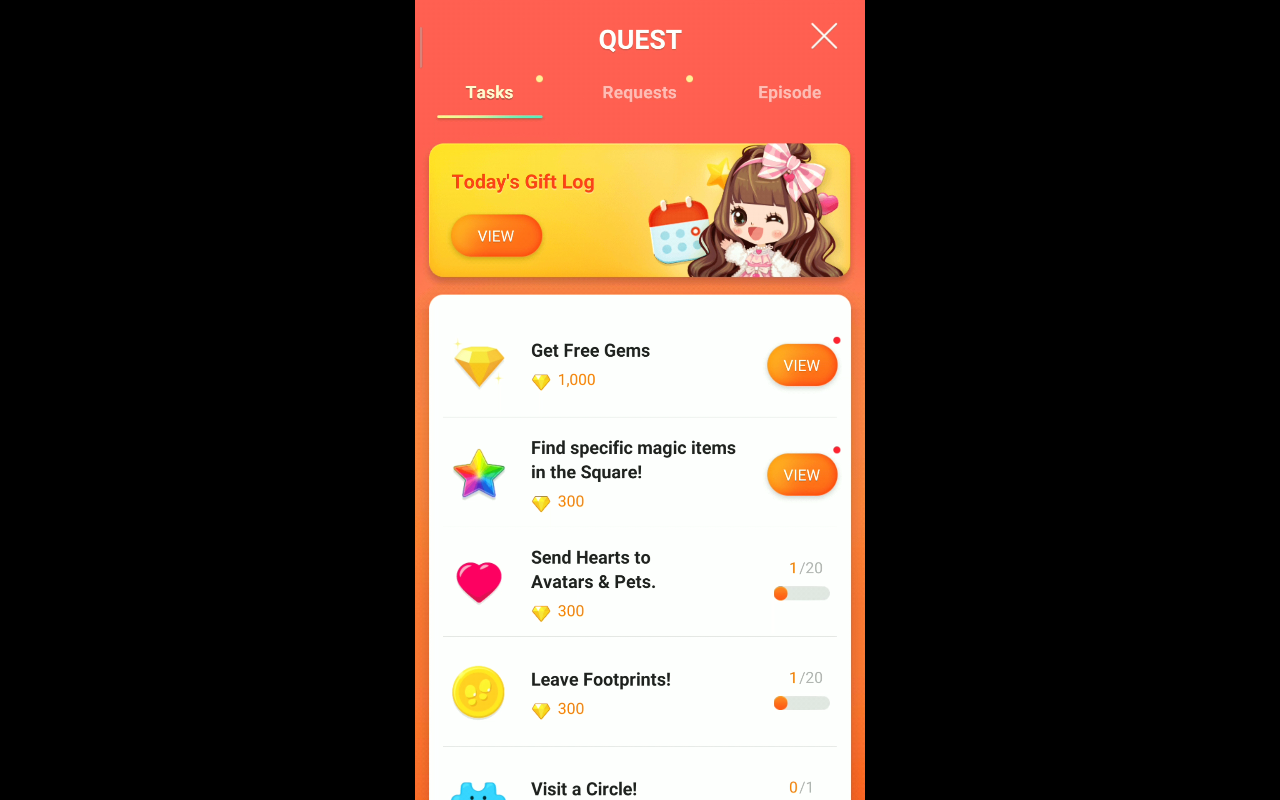 QUEST
Tasks
Requests
Episode
Today's Gift Log
VIEW
Get Free Gems
1,000
VIEW
Find specific magic items
in the Square!
300
VIEW
Send Hearts to
Avatars & Pets.
300
1/20
Leave Footprints!
300
1/20
Visit a Circle!
0/1